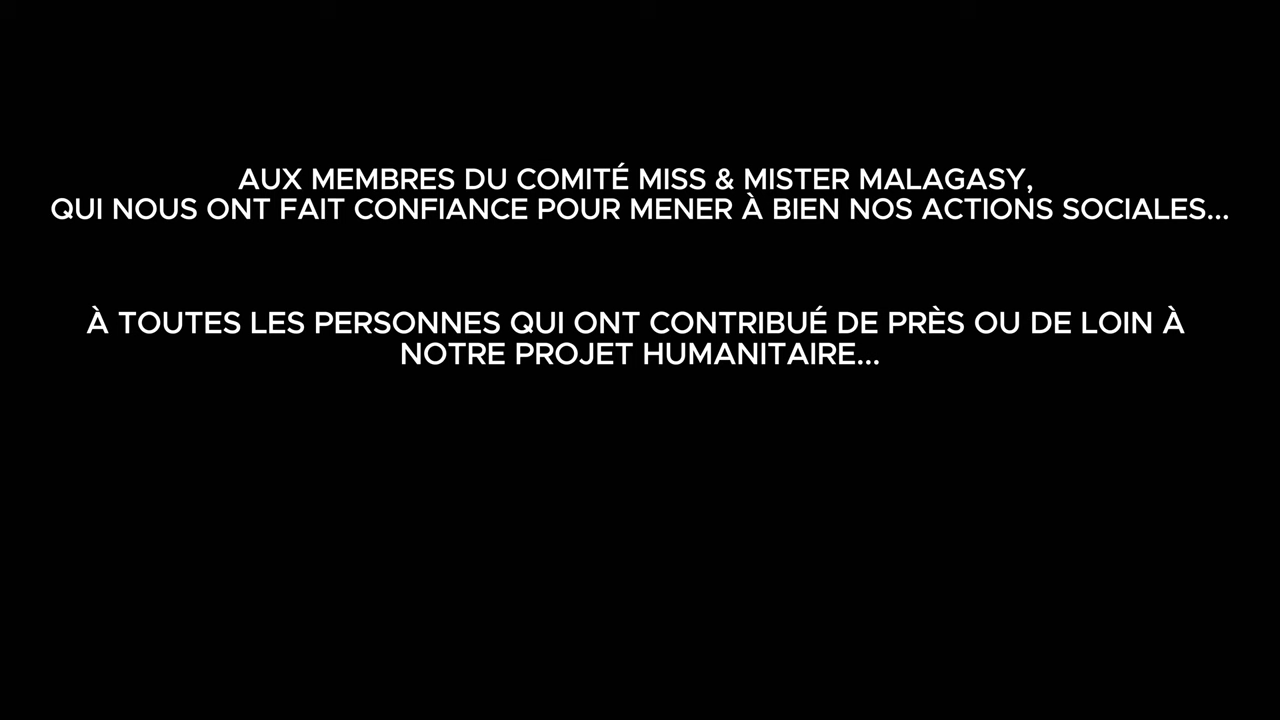 AUX MEMBRES DU COMITÉ MISS & MISTER MALAGASY,
QUI NOUS ONT FAIT CONFIANCE POUR MENER À BIEN NOS ACTIONS SOCIALES...
À TOUTES LES PERSONNES QUI ONT CONTRIBUÉ DE PRÈS OU DE LOIN À
NOTRE PROJET HUMANITAIRE...